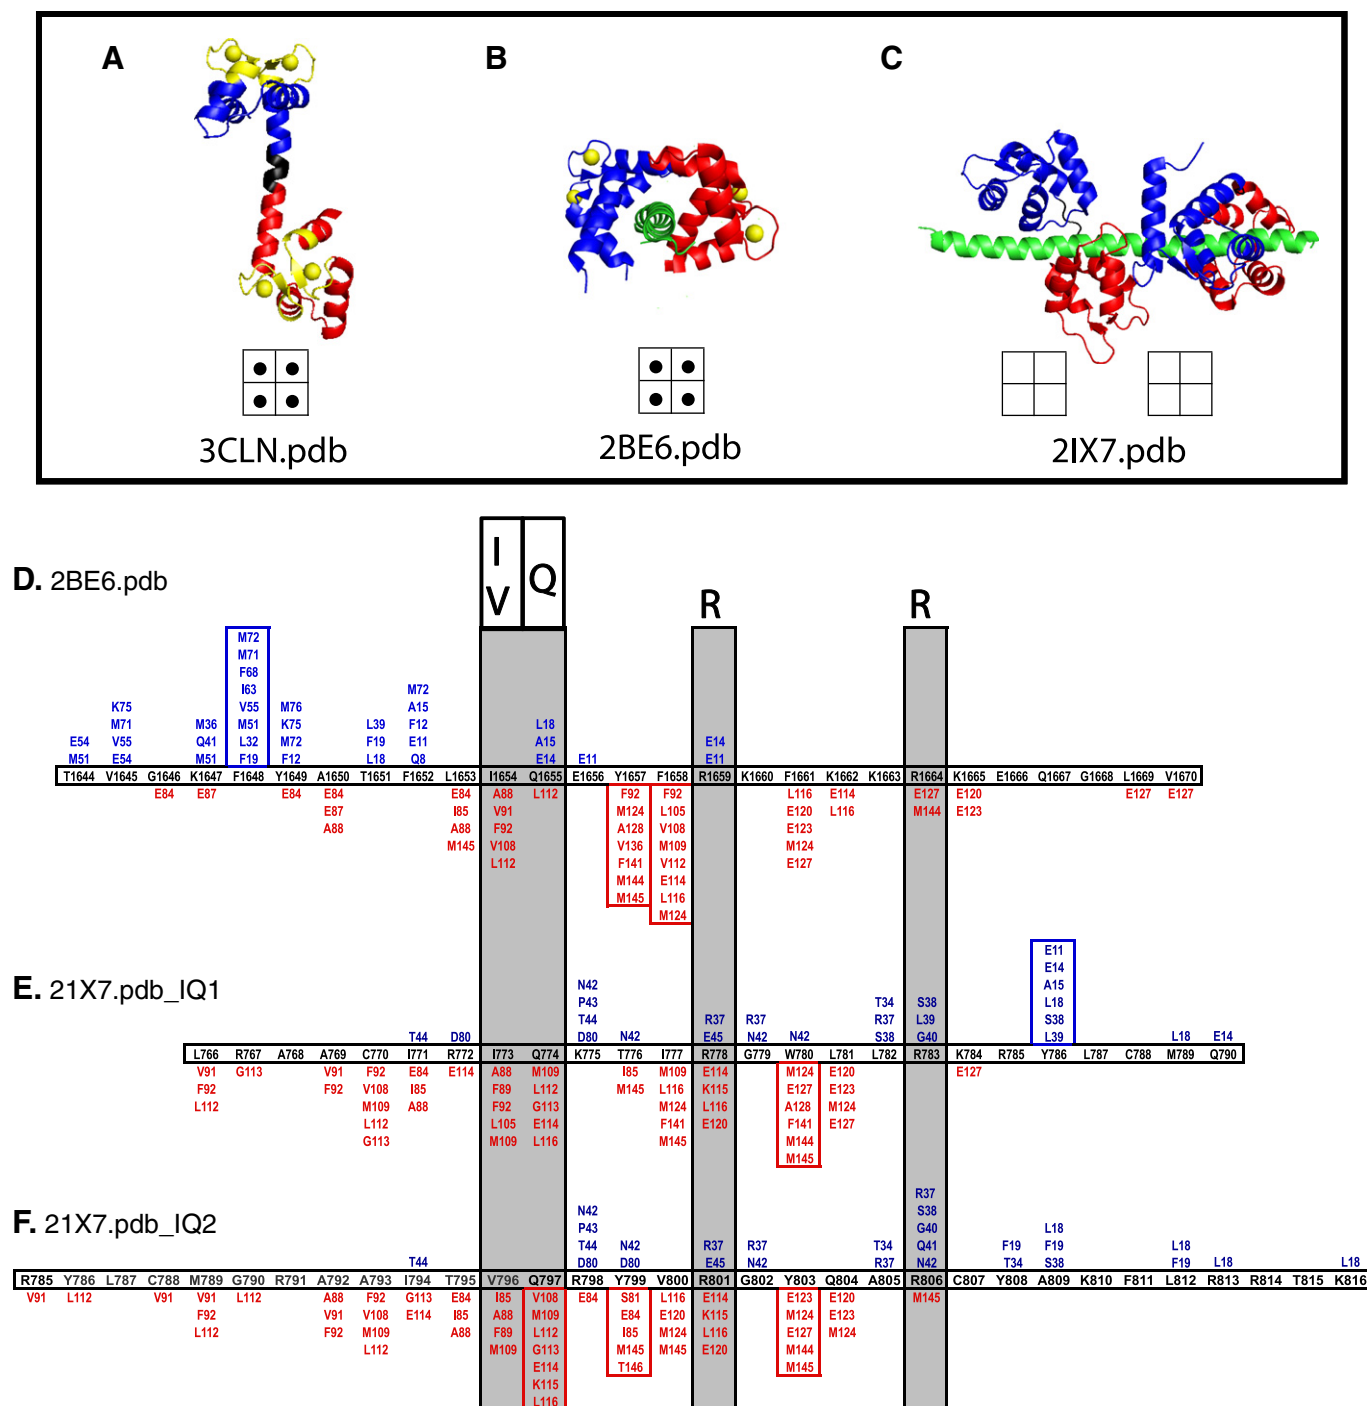 A B C
3CLN.pdb 2BE6.pdb 2IX7.pdb
I Q
V
R R
D. 2BE6.pdb
M72
M71
F68
I63 M72
K75 V55 M76 A15
M71 M36 M51 K75 L39 F12 L18
E54 V55 Q41 L32 M72 F19 E11 A15 E14
M51 E54 M51 F19 F12 L18 Q8 E14 E11 E11
T1644 V1645 G1646 K1647 F1648 Y1649 A1650 T1651 F1652 L1653 I1654 Q1655 E1656 Y1657 F1658 R1659 K1660 F1661 K1662 K1663 R1664 K1665 E1666 Q1667 G1668 L1669 V1670
E84 E87 E84 E84 E84 A88 L112 F92 F92 L116 E114 E127 E120 E127 E127
E87 I85 V91 M124 L105 E120 L116 M144 E123
A88 A88 F92 A128 V108 E123
M145 V108 V136 M109 M124
L112 F141 V112 E127
M144 E114
M145 L116
M124
E. 21X7.pdb_IQ1
E11
E14
N42 A15
P43 T34 S38 L18
T44 R37 R37 R37 L39 S38
T44 D80 D80 N42 E45 N42 N42 S38 G40 L39 L18 E14
L766 R767 A768 A769 C770 I771 R772 I773 Q774 K775 T776 I777 R778 G779 W780 L781 L782 R783 K784 R785 Y786 L787 C788 M789 Q790
V91 G113 V91 F92 E84 E114 A88 M109 I85 M109 E114 M124 E120 E127
F92 F92 V108 I85 F89 L112 M145 L116 K115 E127 E123
L112 M109 A88 F92 G113 M124 L116 A128 M124
L112 L105 E114 F141 E120 F141 E127
G113 M109 L116 M145 M144
M145
F. 21X7.pdb_IQ2
R37
N42 S38
P43 G40 L18
T44 N42 R37 R37 T34 Q41 F19 F19 L18
T44 D80 D80 E45 N42 R37 N42 T34 S38 F19 L18 L18
R785 Y786 L787 C788 M789 G790 R791 A792 A793 I794 T795 V796 Q797 R798 Y799 V800 R801 G802 Y803 Q804 A805 R806 C807 Y808 A809 K810 F811 L812 R813 R814 T815 K816
V91 L112 V91 V91 L112 A88 F92 G113 E84 I85 V108 E84 S81 L116 E114 E123 E120 M145
F92 V91 V108 E114 I85 A88 M109 E84 E120 K115 M124 E123
L112 F92 M109 A88 F89 L112 I85 M124 L116 E127 M124
L112 M109 G113 M145 M145 E120 M144
E114 T146 M145
K115
L116